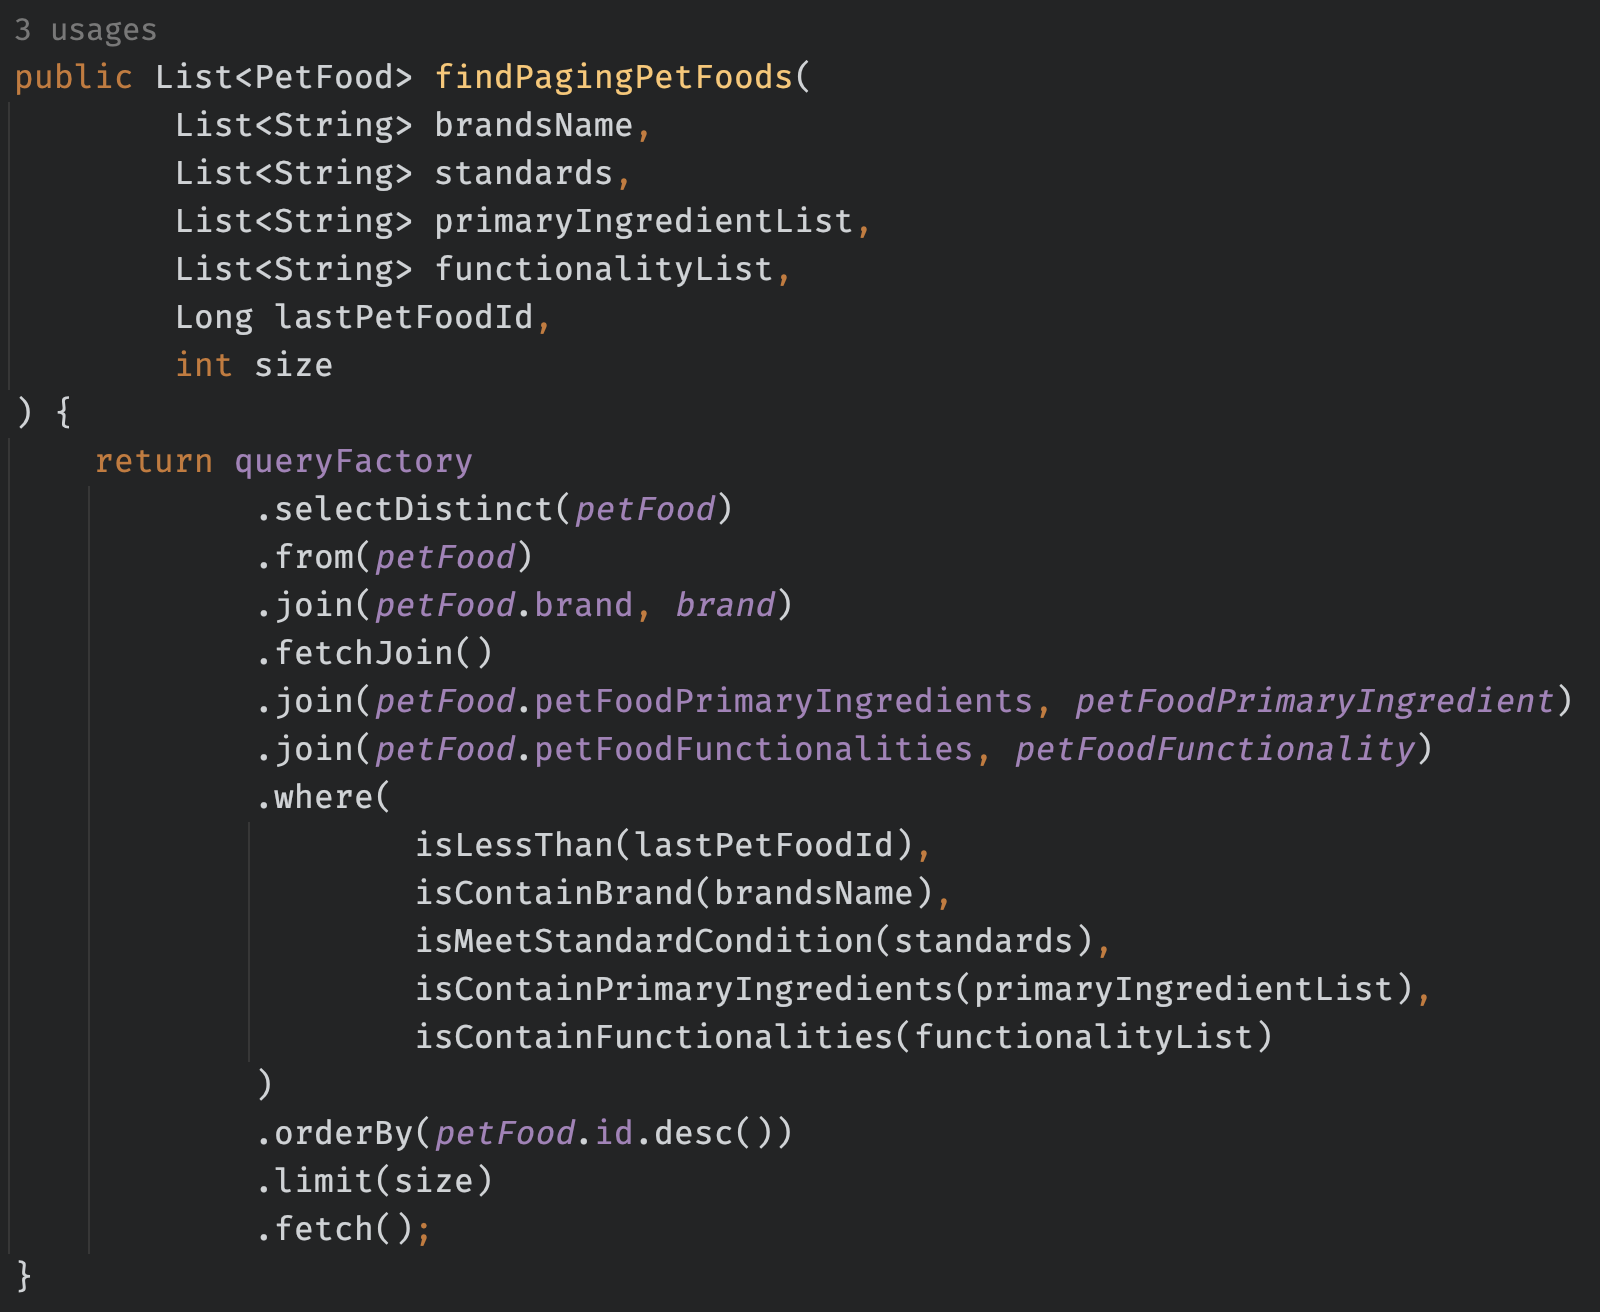 3 usages
public List<PetFood> findPagingPetFoods(
List<String> brandsName,
List<String> standards,
List<String> primaryIngredientList,
List<String> functionalityList,
Long lastPetFoodId,
int size
) {
return queryFactory
.selectDistinct(petFood)
.from(petFood)
.join(petFood.brand, brand)
.fetchJoin()
.join(petFood.petFoodPrimaryIngredients, petFoodPrimaryIngredient)
.join(petFood.petFoodFunctionalities, petFoodFunctionality)
.where(
isLessThan(lastPetFoodId),
isContainBrand(brandsName),
isMeetStandardCondition(standards),
isContainPrimaryIngredients(primaryIngredientList),
isContainFunctionalities(functionalityList)
)
.orderBy(petFood.id.desc())
.limit(size)
.fetch();
}